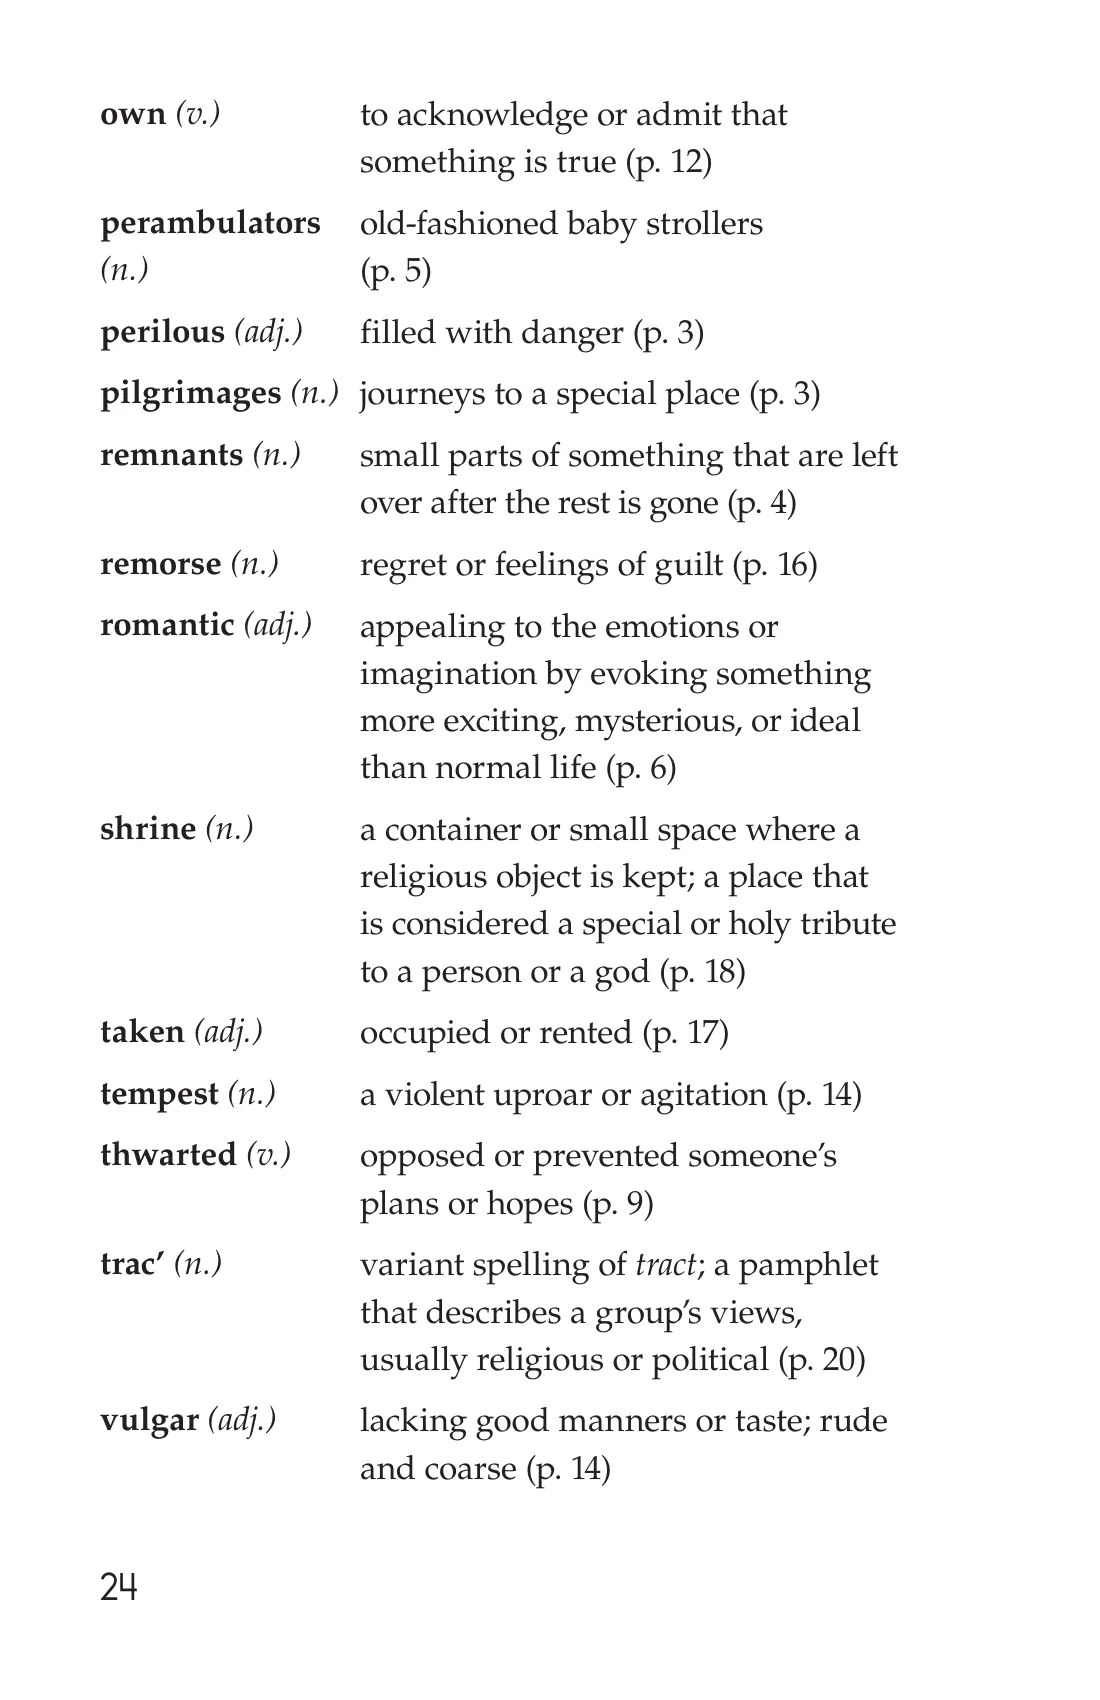 own (v.) to acknowledge or admit that
something is true (p. 12)
perambulators old-fashioned baby strollers
(n.) (p. 5)
perilous (adj.) filled with danger (p. 3)
pilgrimages (n.) journeys to a special place (p. 3)
remnants (n.) small parts of something that are left
over after the rest is gone (p. 4)
remorse (n.) regret or feelings of guilt (p. 16)
romantic (adj.) appealing to the emotions or
imagination by evoking something
more exciting, mysterious, or ideal
than normal life (p. 6)
shrine (n.) a container or small space where a
religious object is kept; a place that
is considered a special or holy tribute
to a person or a god (p. 18)
taken (adj.) occupied or rented (p. 17)
tempest (n.) a violent uproar or agitation (p. 14)
thwarted (v.) opposed or prevented someone’s
plans or hopes (p. 9)
trac’ (n.) variant spelling of tract; a pamphlet
that describes a group’s views,
usually religious or political (p. 20)
vulgar (adj.) lacking good manners or taste; rude
and coarse (p. 14)
24